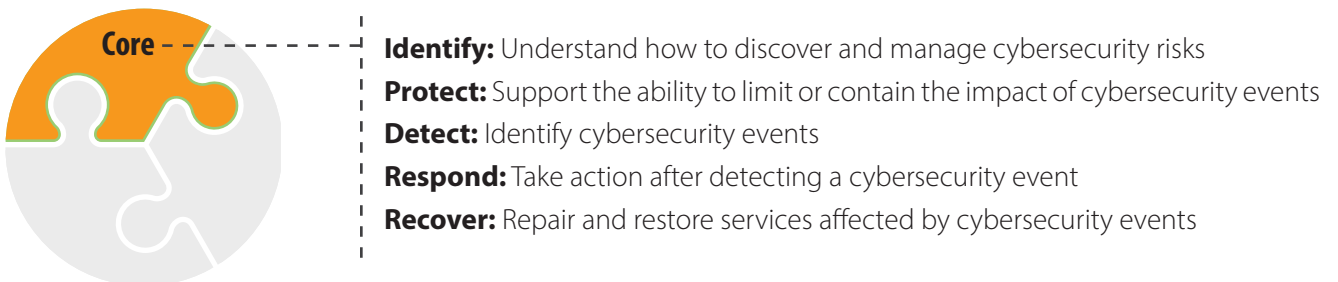 Core
Identify: Understand how to discover and manage cybersecurity risks
Protect: Support the ability to limit or contain the impact of cybersecurity events
Detect: Identify cybersecurity events
Respond: Take action after detecting a cybersecurity event
Recover: Repair and restore services affected by cybersecurity events